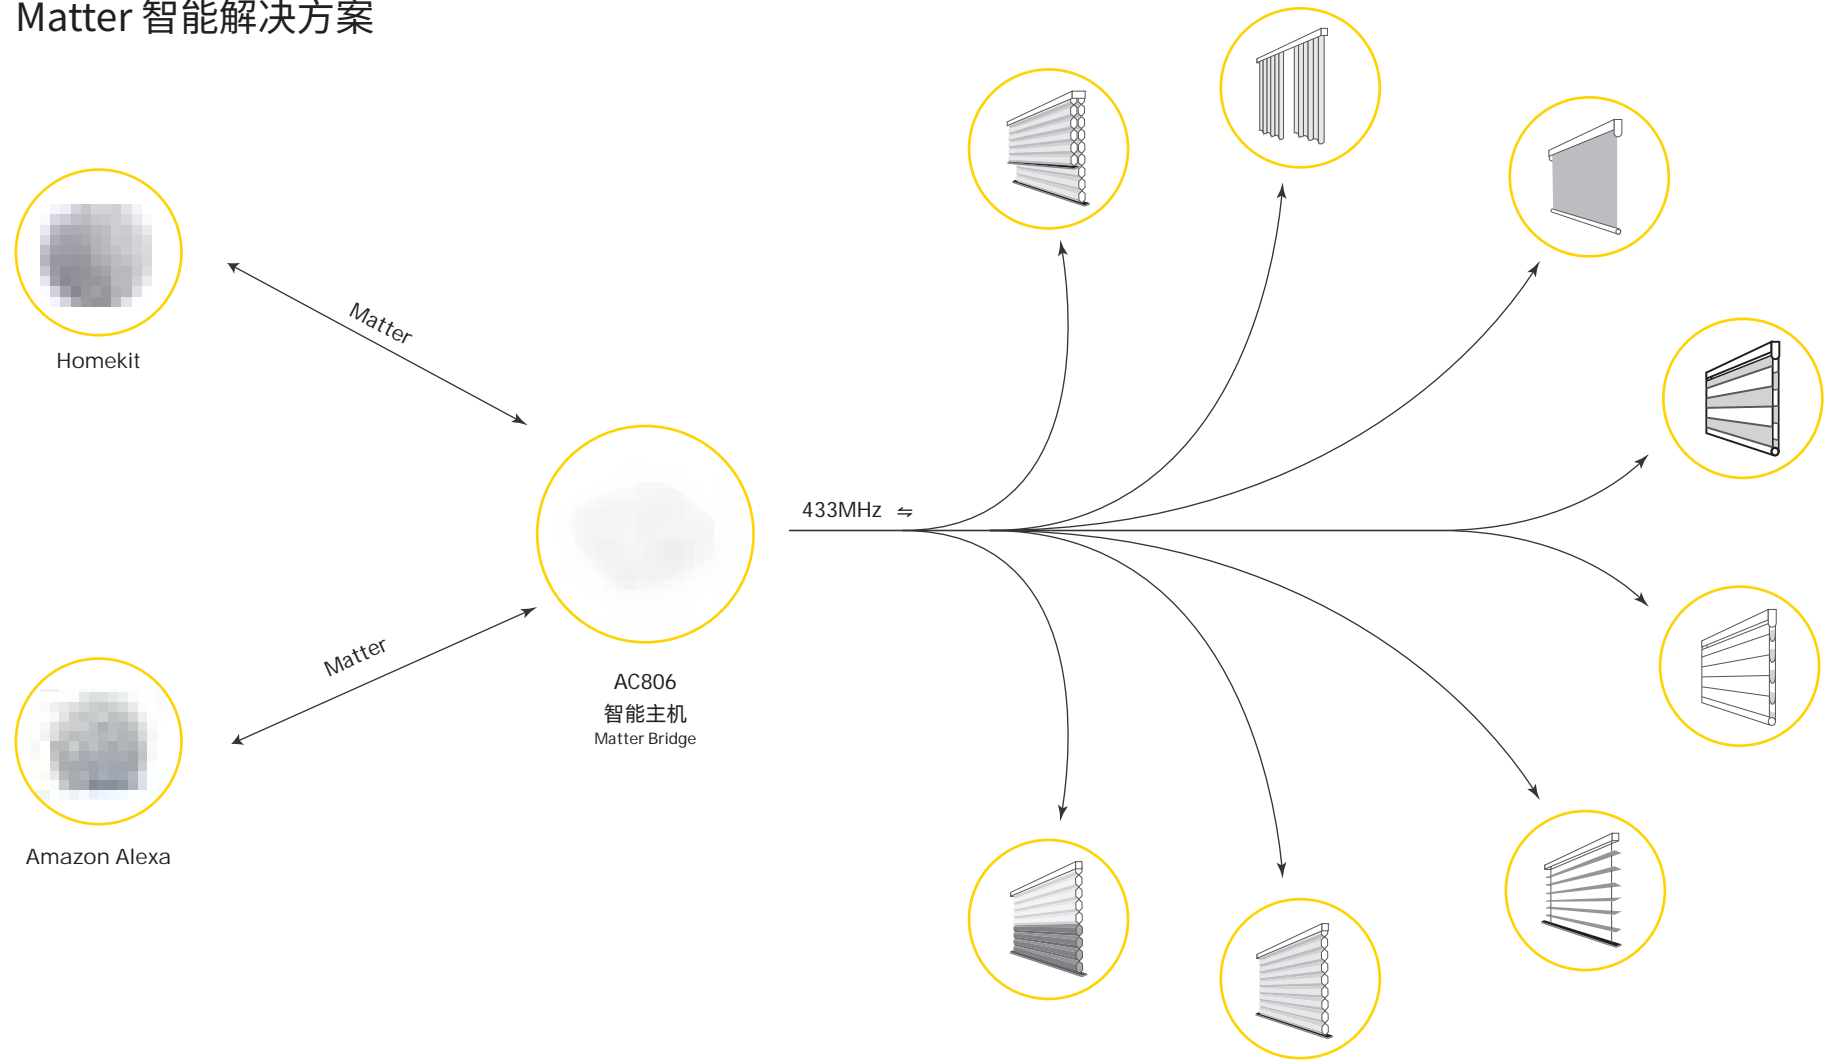 Matter 智能解决方案
Homekit
Matter
433MHz ⇋
Matter
AC806
智能主机
Matter Bridge
Amazon Alexa